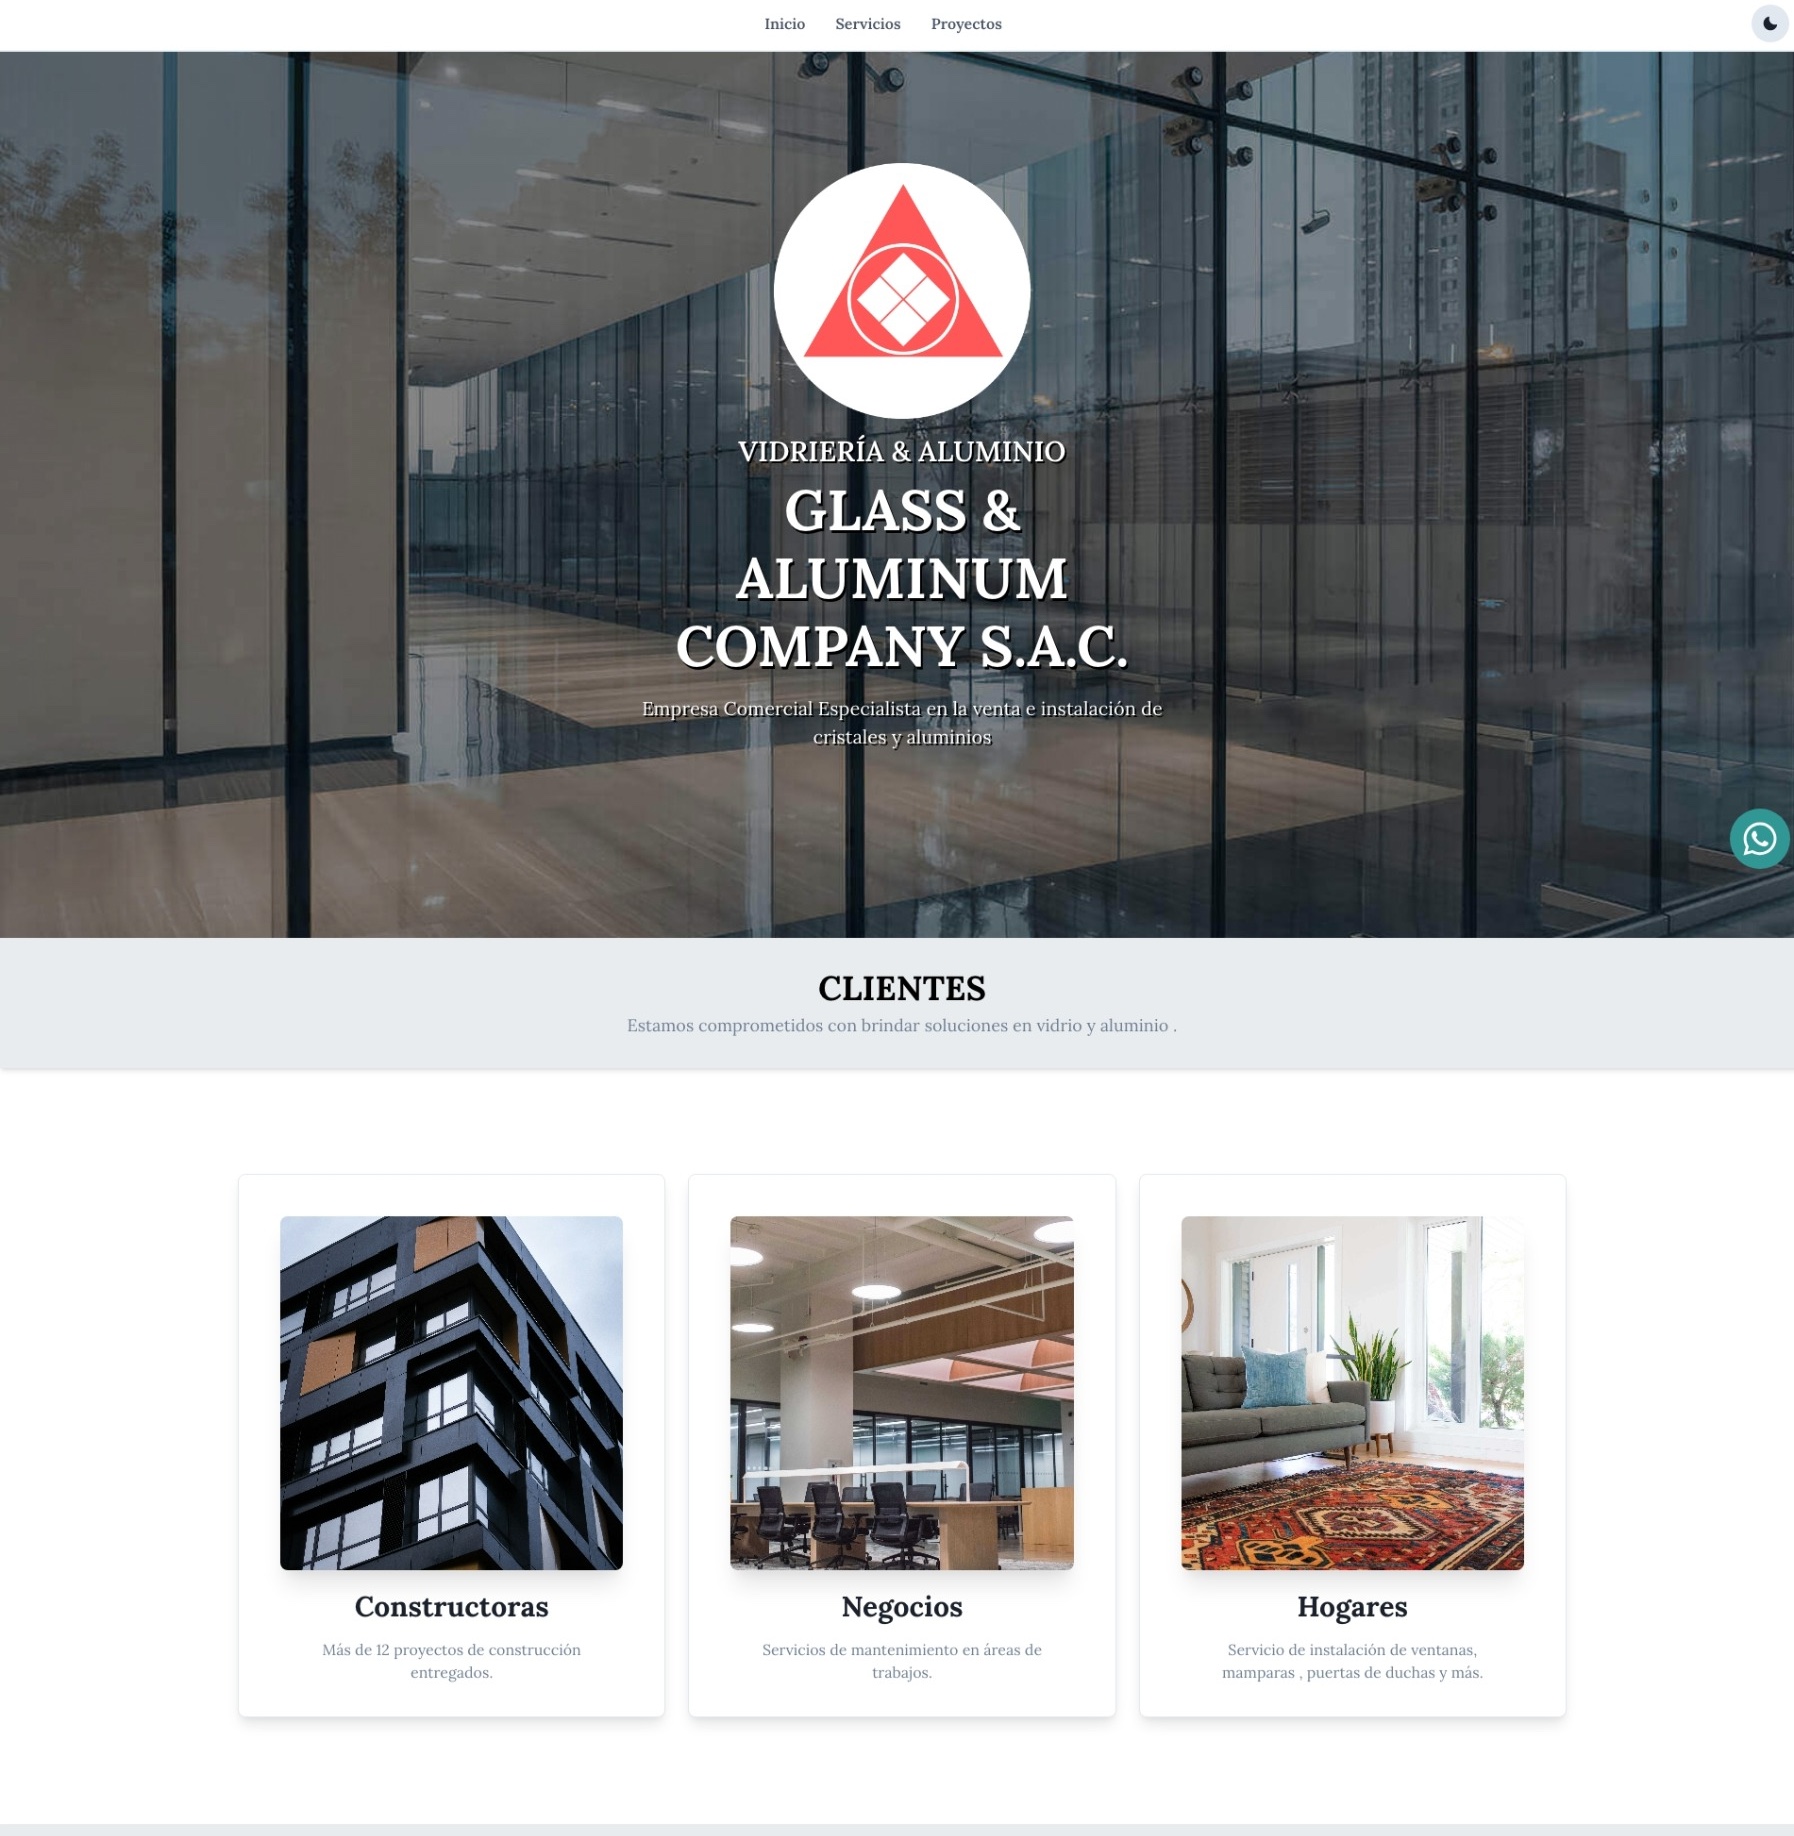 Inicio Servicios Proyectos
VIDRIERÍA & ALUMINIO
GLASS &
ALUMINUM
COMPANY S.A.C.
Empresa Comercial Especialista en la venta e instalación de
cristales y aluminios
CLIENTES
Estamos comprometidos con brindar soluciones en vidrio y aluminio .
Constructoras
Más de 12 proyectos de construcción
entregados.
Negocios
Servicios de mantenimiento en áreas de
trabajos.
Hogares
Servicio de instalación de ventanas,
mamparas , puertas de duchas y más.